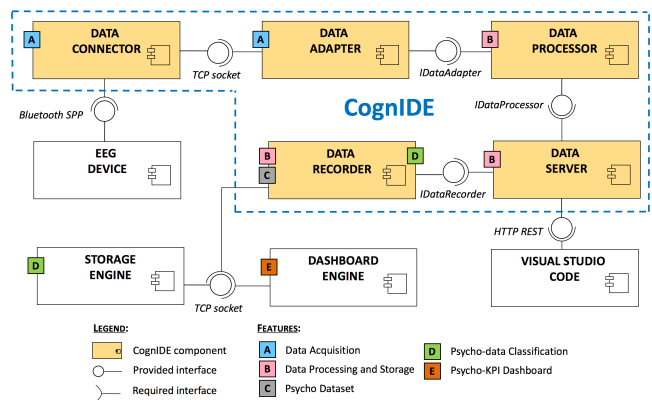 A
DATA
CONNECTOR
TCP socket
A
DATA
ADAPTER
IDataAdapter
B
DATA
PROCESSOR
Bluetooth SPP
CognIDE
IDataProcessor
EEG
DEVICE
B
C
DATA
RECORDER
D
IDataRecorder
B
DATA
SERVER
HTTP REST
D
STORAGE
ENGINE
TCP socket
E
DASHBOARD
ENGINE
VISUAL STUDIO
CODE
LEGEND:
CognIDE component
Provided interface
Required interface
FEATURES:
A Data Acquisition
B Data Processing and Storage
C Psycho Dataset
D Psycho-data Classification
E Psycho-KPI Dashboard